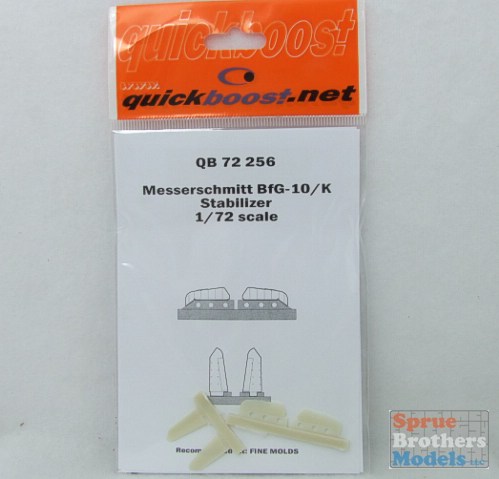 quickboost
www.
quickboost.net
QB 72 256
Messerschmitt BfG-10/K
Stabilizer
1/72 scale
FINE MOLDS
Sprue
Brothers
Models LLC